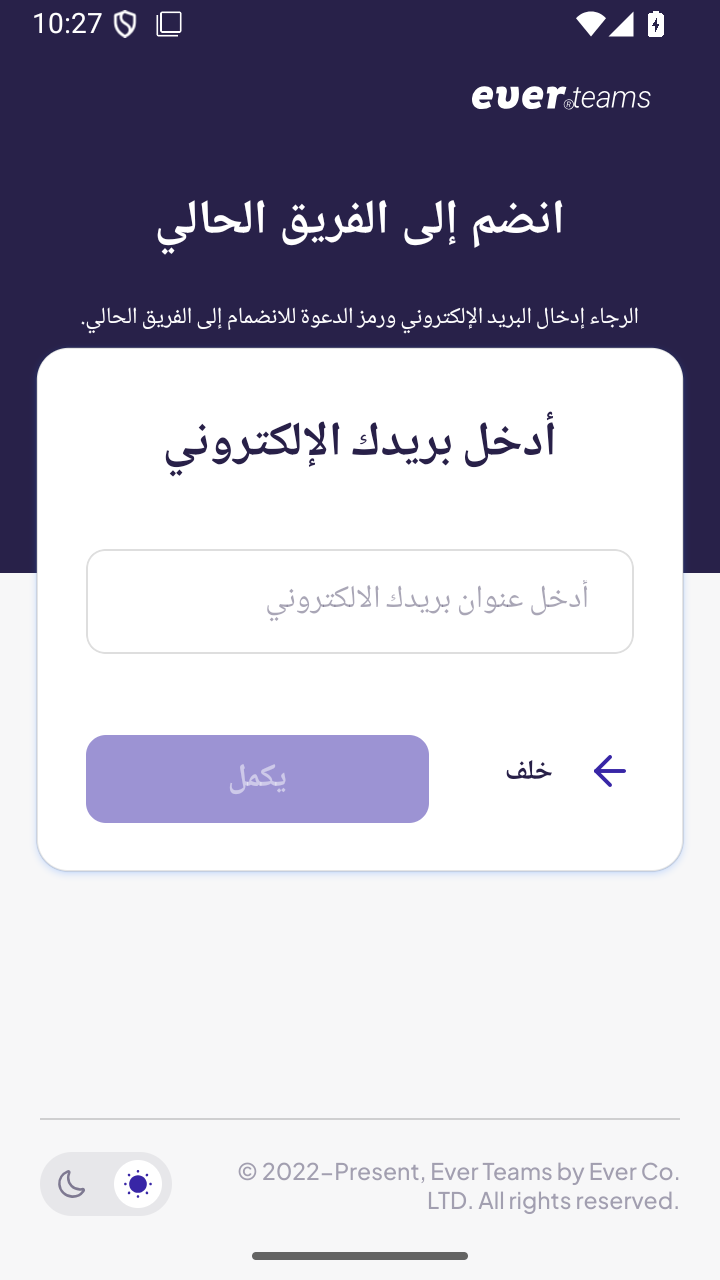 10:27
ever® teams
انضم إلى الفريق الحالي
الرجاء إدخال البريد الإلكتروني ورمز الدعوة للانضمام إلى الفريق الحالي.
أدخل بريدك الإلكتروني
أدخل عنوان بريدك الالكتروني
خلف
يكمل
© 2022-Present, Ever Teams by Ever Co.
LTD. All rights reserved.